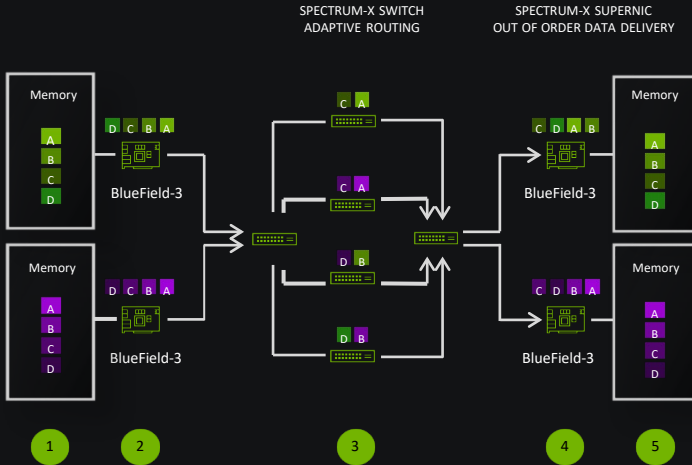 SPECTRUM-X SWITCH
ADAPTIVE ROUTING
SPECTRUM-X SUPERNIC
OUT OF ORDER DATA DELIVERY
Memory
A
B
C
D
D C B A
BlueField-3
Memory
A
B
C
D
D C B A
BlueField-3
C A
C A
D B
D B
C D A B
BlueField-3
Memory
A
B
C
D
C D B A
BlueField-3
Memory
A
B
C
D
1
2
3
4
5